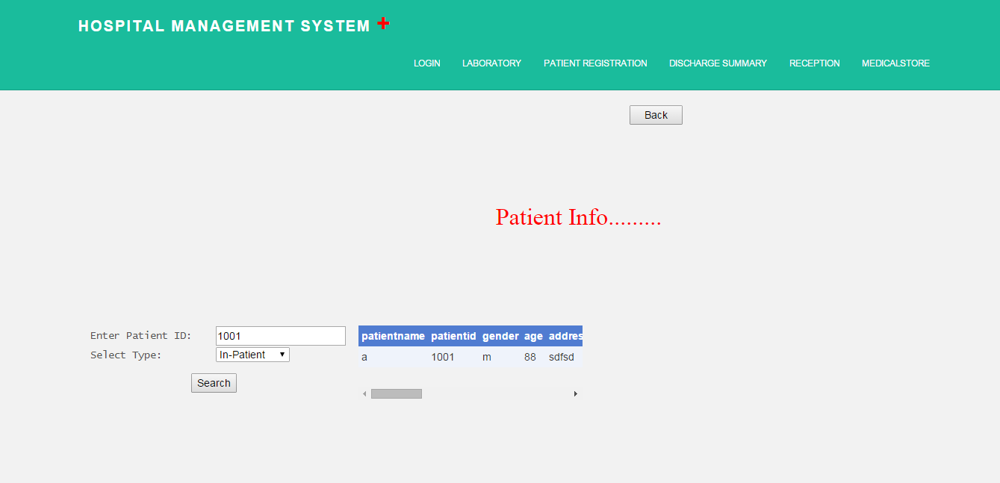 HOSPITAL MANAGEMENT SYSTEM +
LOGIN LABORATORY PATIENT REGISTRATION DISCHARGE SUMMARY RECEPTION MEDICALSTORE
Back
Patient Info.........
Enter Patient ID: 1001
Select Type: In-Patient
Search
patientname patientid gender age addres
a 1001 m 88 sdfsd